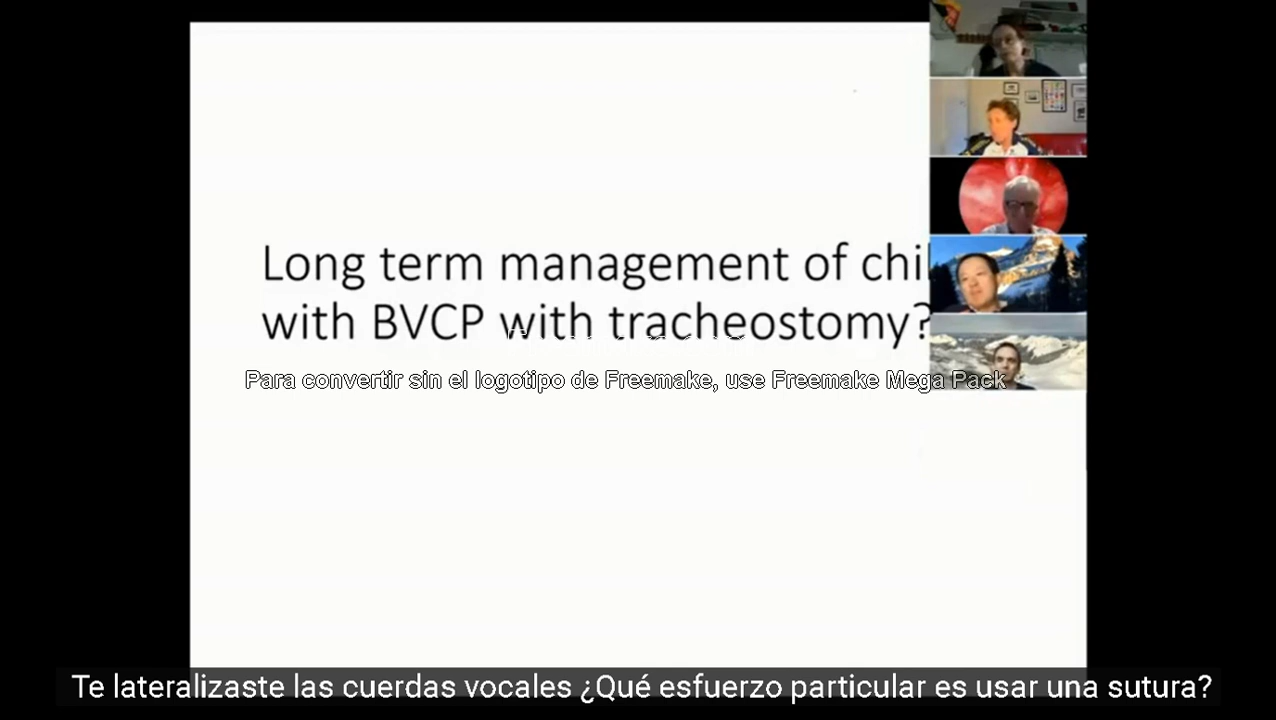 Long term management of chil
with BVCP with tracheostomy?
Para convertir sin el logotipo de Freemake, use Freemake Mega Pack
Te lateralizaste las cuerdas vocales ¿Qué esfuerzo particular es usar una sutura?